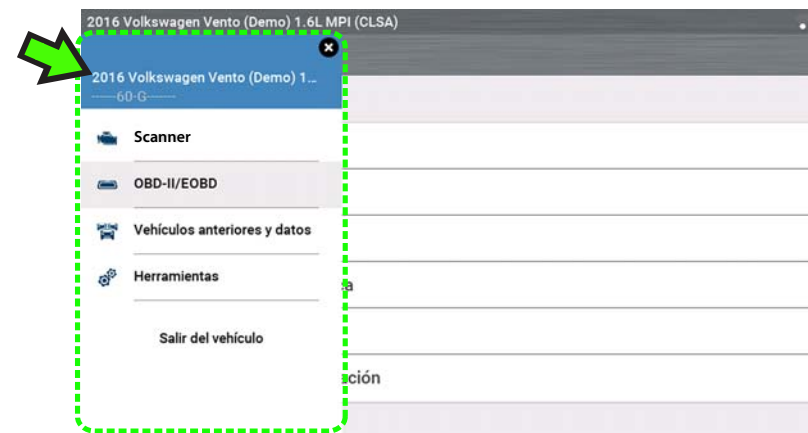 2016 Volkswagen Vento (Demo) 1.6L MPI (CLSA)
2016 Volkswagen Vento (Demo) 1...
------60-G-------
Scanner
OBD-II/EOBD
Vehículos anteriores y datos
Herramientas
Salir del vehículo
ción